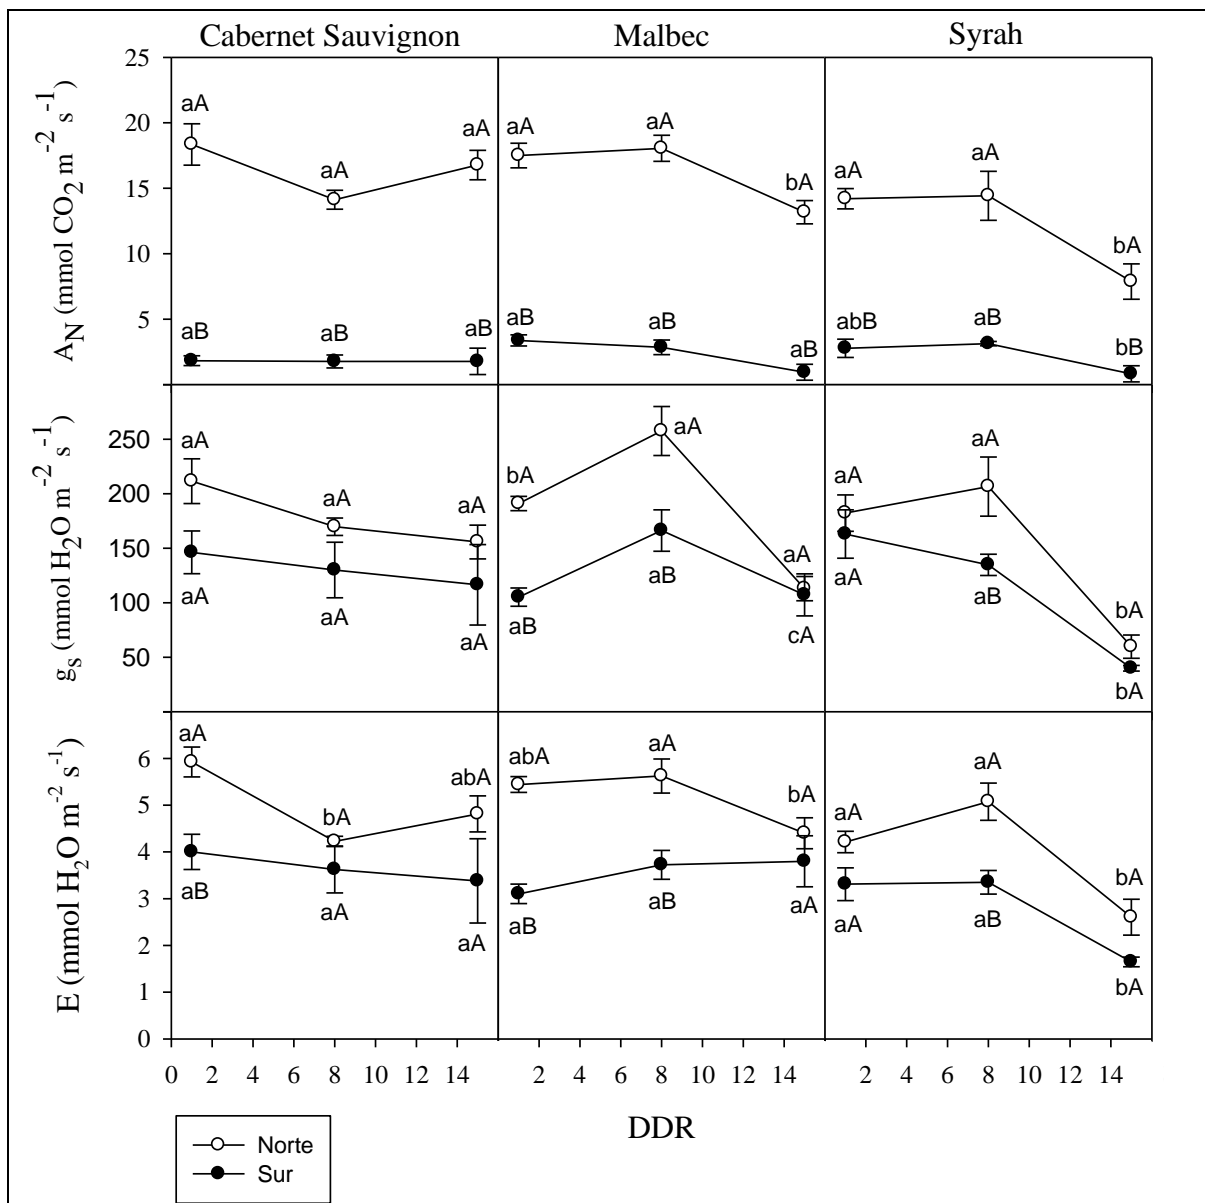 Cabernet Sauvignon Malbec Syrah
A_N (mmol CO₂ m⁻² s⁻¹)
25
20
15
10
5
aA aA aA
aB aB aB
aA aA bA
aB aB aB
aA aA bA
abB aB bB
g_s (mmol H₂O m⁻² s⁻¹)
250
200
150
100
50
aA aA aA
aA aA aA
bA aA aA
aB aB cA
aA aA bA
aA aB bA
E (mmol H₂O m⁻² s⁻¹)
6
5
4
3
2
1
0
aA bA abA
aB aA aA
abA aA bA
aB aB aA
aA aA bA
aA aB bA
0 2 4 6 8 10 12 14 2 4 6 8 10 12 14 2 4 6 8 10 12 14
DDR
Norte
Sur